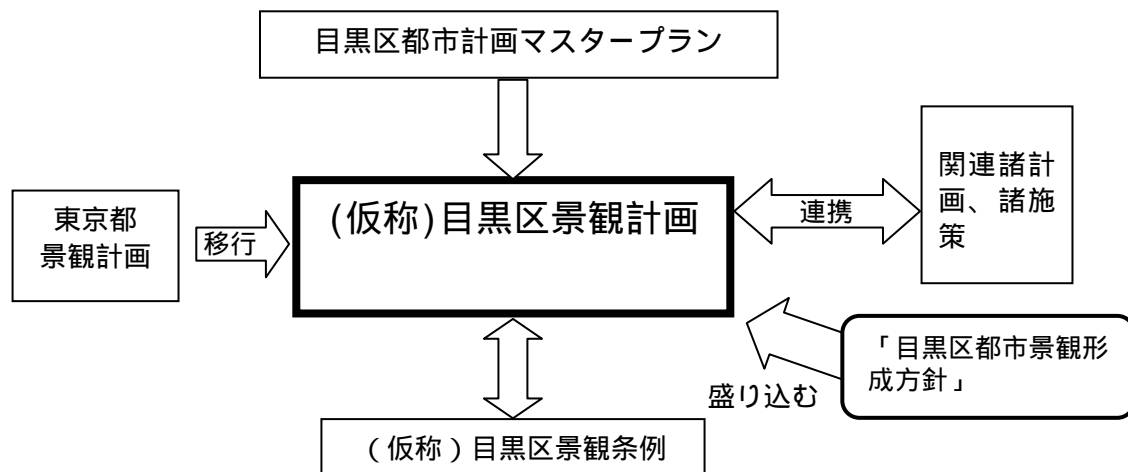 目黒区都市計画マスタープラン
東京都
景観計画
移行
(仮称)目黒区景観計画
連携
関連諸計
画、諸施
策
「目黒区都市景観形
成方針」
盛り込む
（仮称）目黒区景観条例